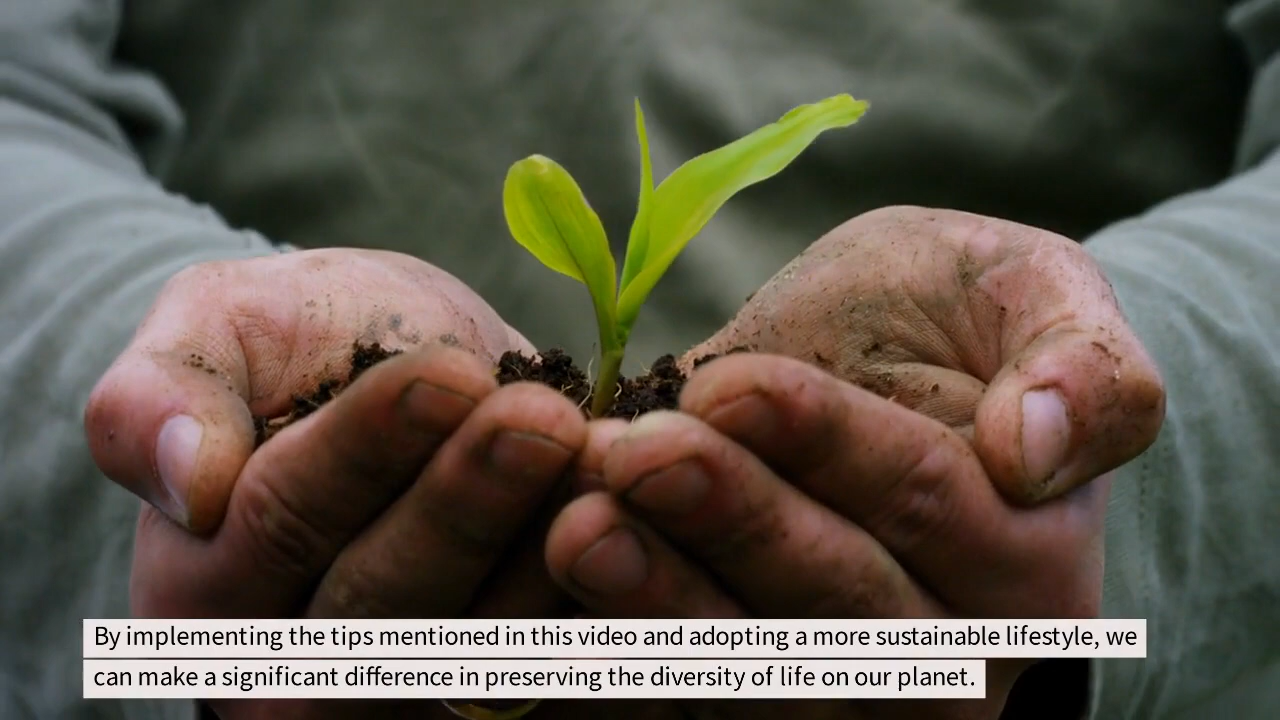 By implementing the tips mentioned in this video and adopting a more sustainable lifestyle, we
can make a significant difference in preserving the diversity of life on our planet.